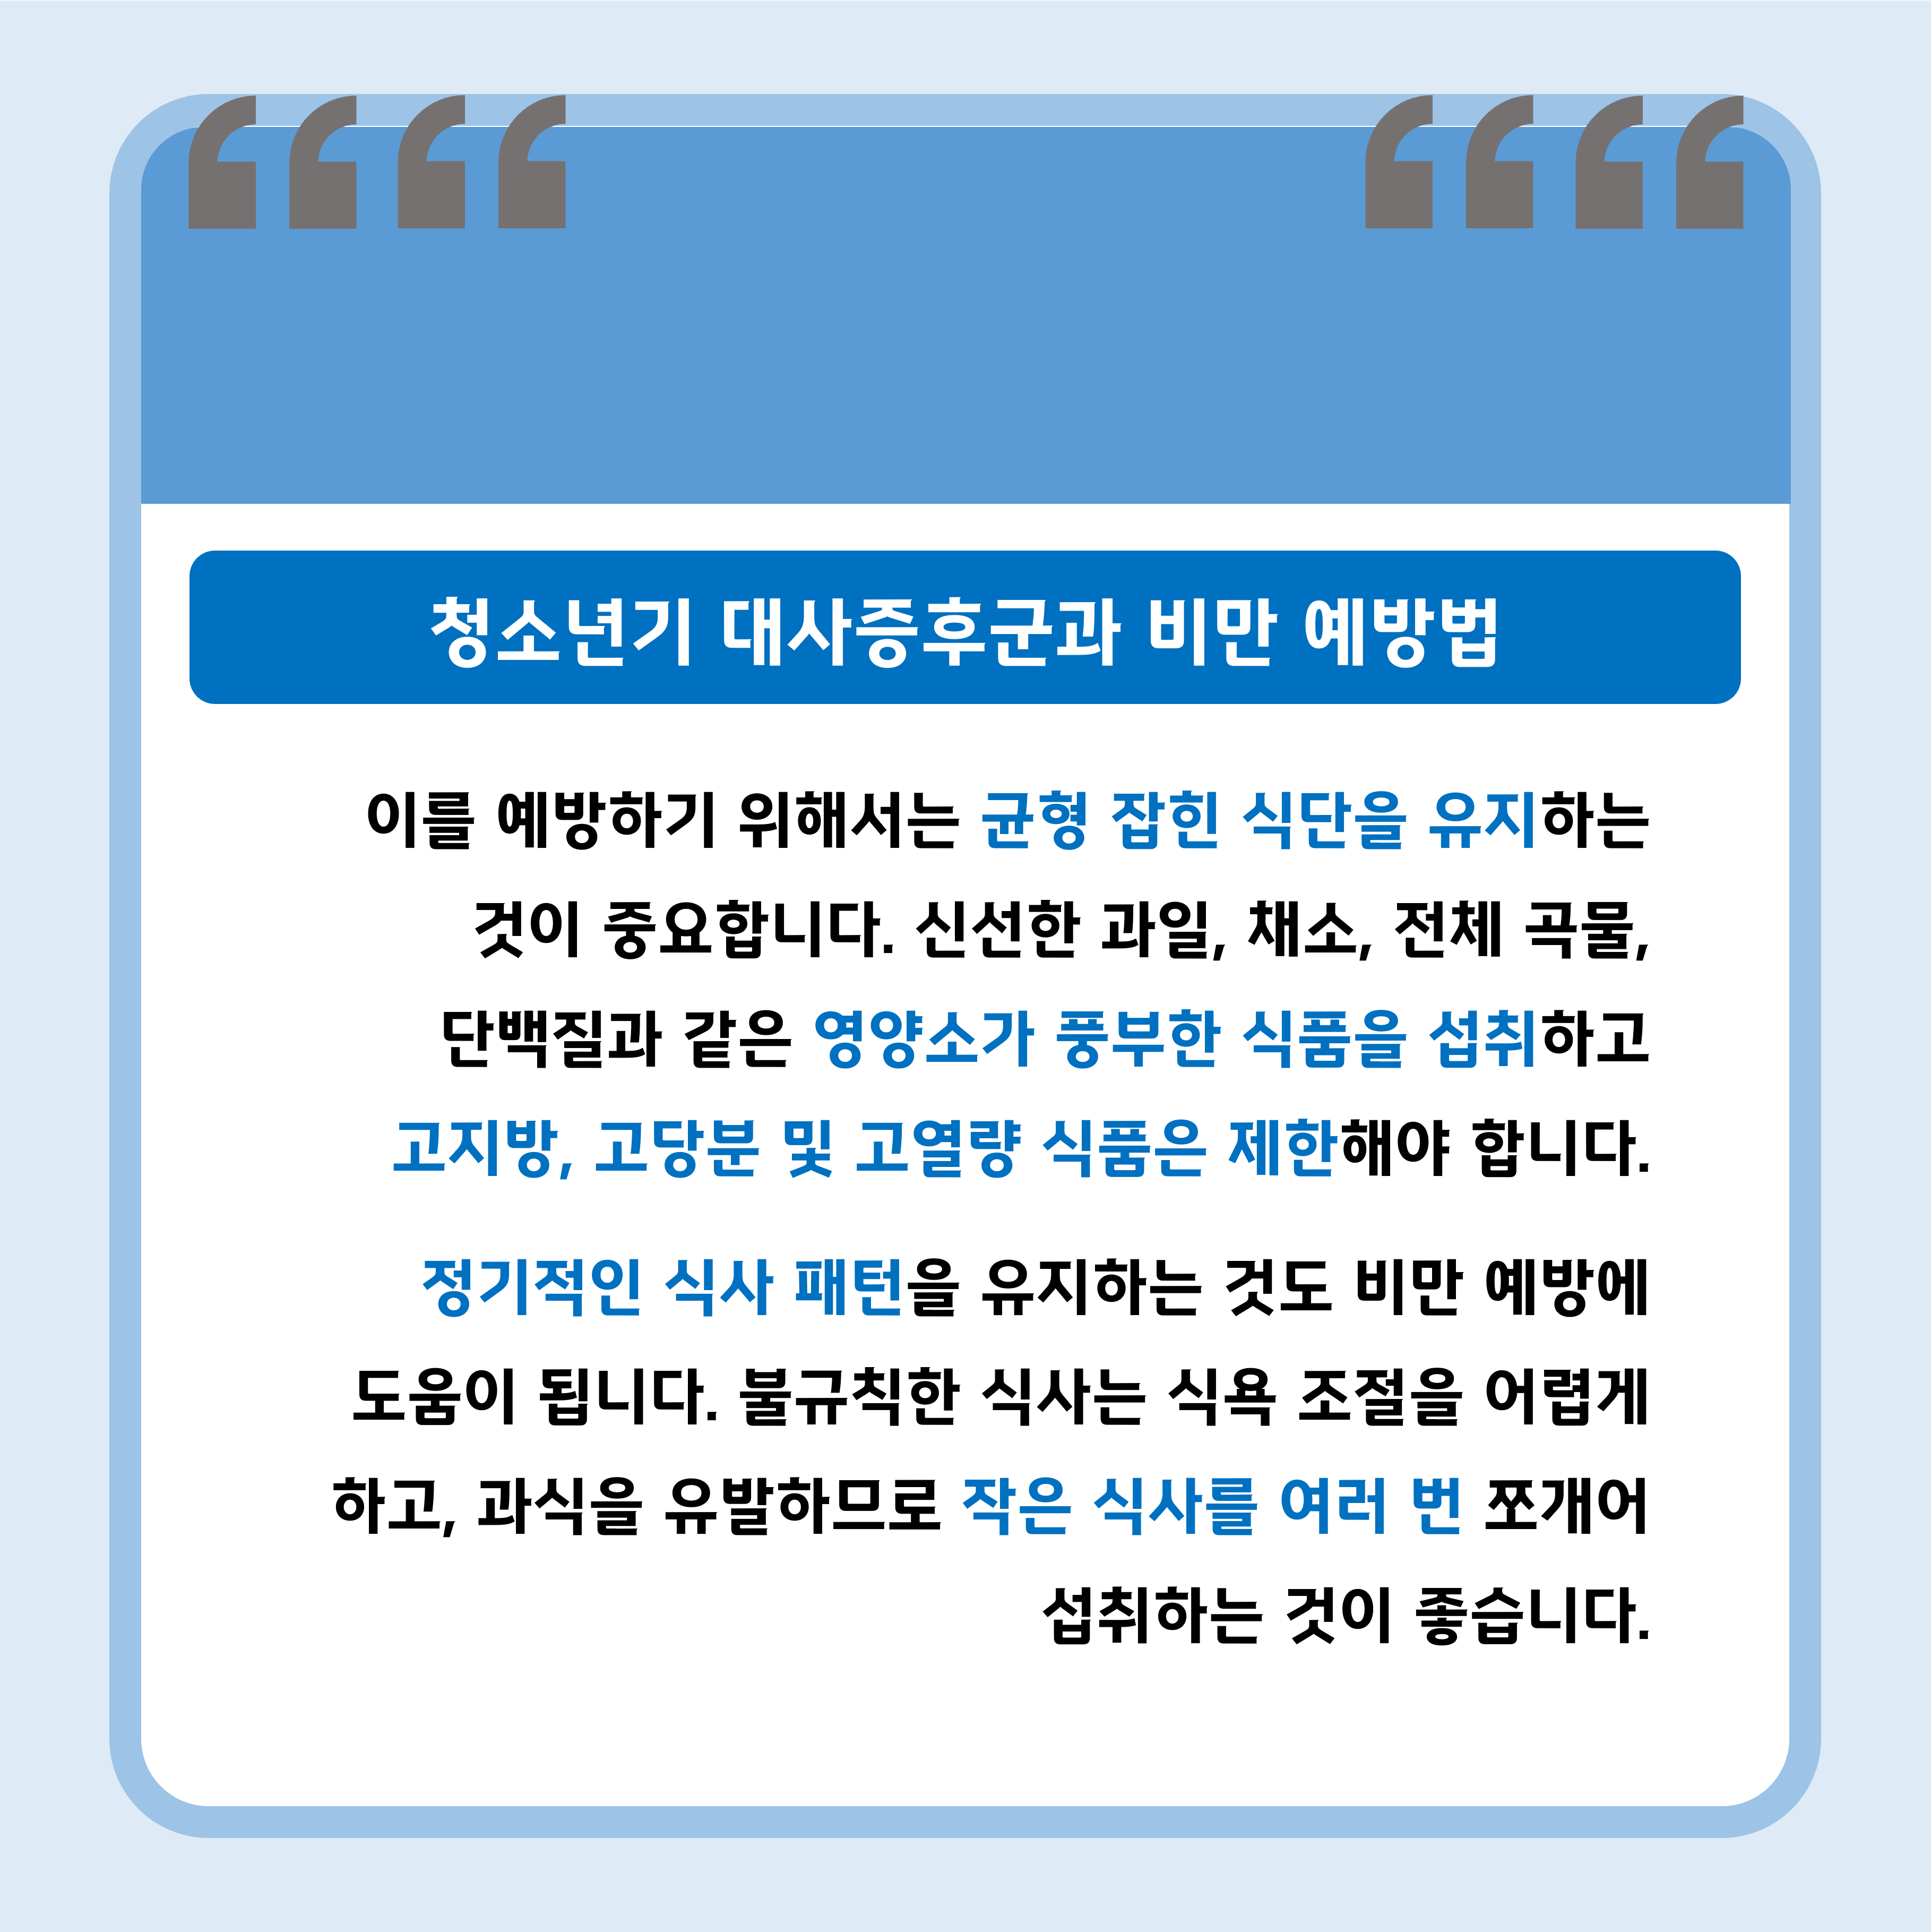 청소년기 대사증후군과 비만 예방법
이를 예방하기 위해서는 균형 잡힌 식단을 유지하는
것이 중요합니다. 신선한 과일, 채소, 전체 곡물,
단백질과 같은 영양소가 풍부한 식품을 섭취하고
고지방, 고당분 및 고열량 식품은 제한해야 합니다.
정기적인 식사 패턴을 유지하는 것도 비만 예방에
도움이 됩니다. 불규칙한 식사는 식욕 조절을 어렵게
하고, 과식을 유발하므로 작은 식사를 여러 번 쪼개어
섭취하는 것이 좋습니다.